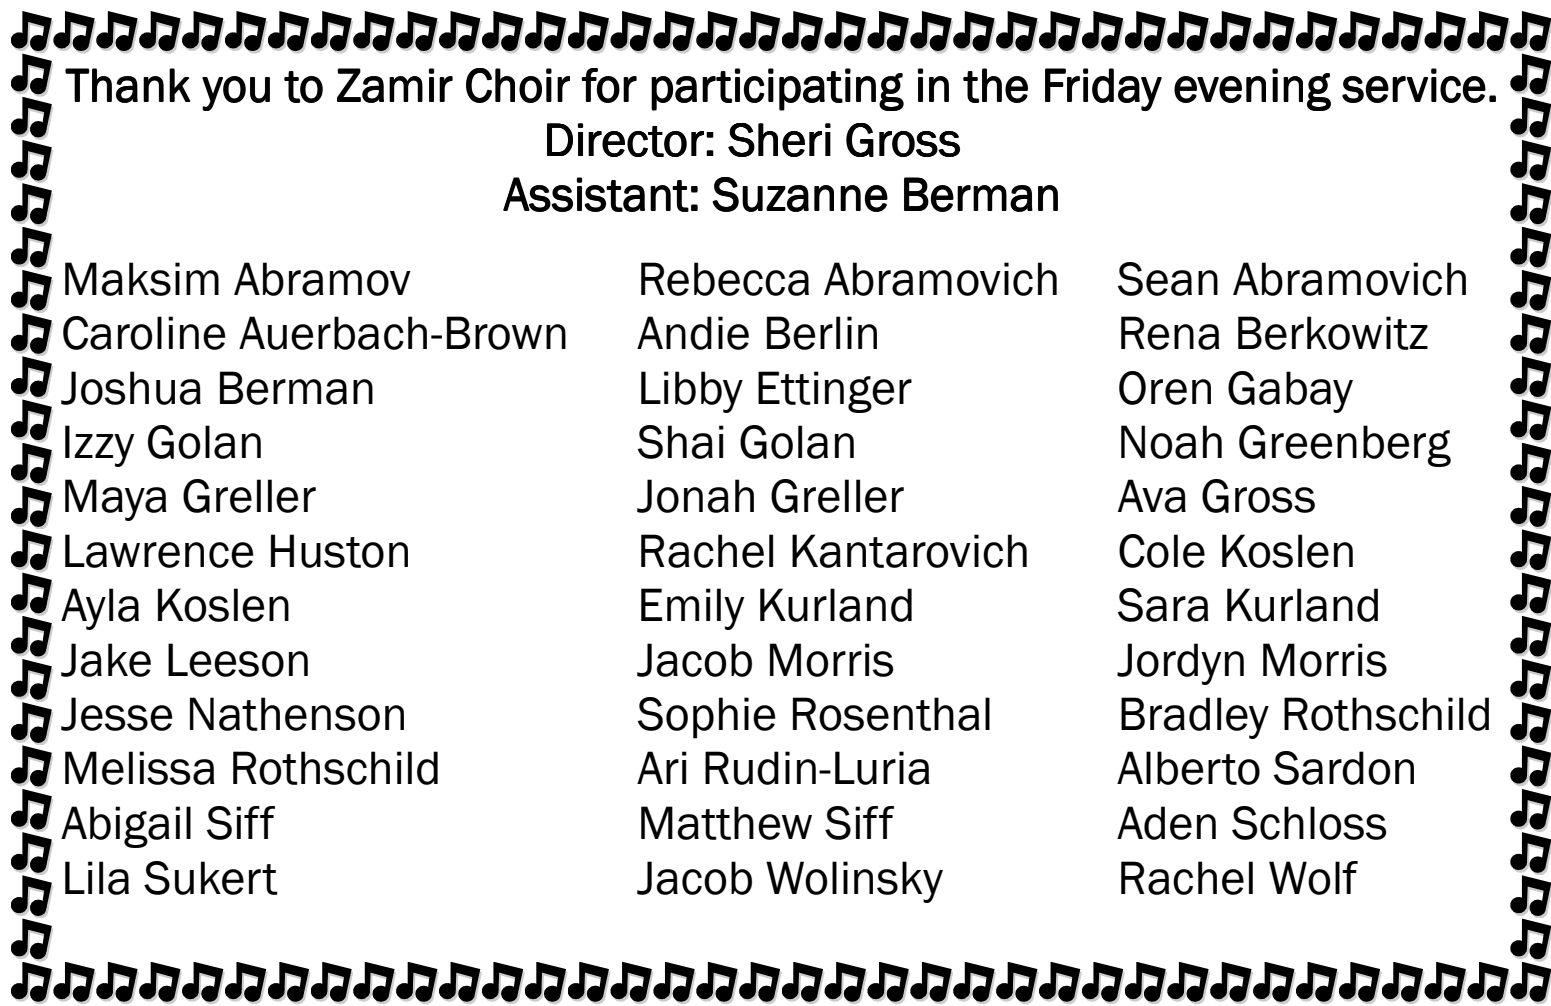 Thank you to Zamir Choir for participating in the Friday evening service.
Director: Sheri Gross
Assistant: Suzanne Berman
Maksim Abramov Rebecca Abramovich Sean Abramovich
Caroline Auerbach-Brown Andie Berlin Rena Berkowitz
Joshua Berman Libby Ettinger Oren Gabay
Izzy Golan Shai Golan Noah Greenberg
Maya Greller Jonah Greller Ava Gross
Lawrence Huston Rachel Kantarovich Cole Koslen
Ayla Koslen Emily Kurland Sara Kurland
Jake Leeson Jacob Morris Jordyn Morris
Jesse Nathenson Sophie Rosenthal Bradley Rothschild
Melissa Rothschild Ari Rudin-Luria Alberto Sardon
Abigail Siff Matthew Siff Aden Schloss
Lila Sukert Jacob Wolinsky Rachel Wolf